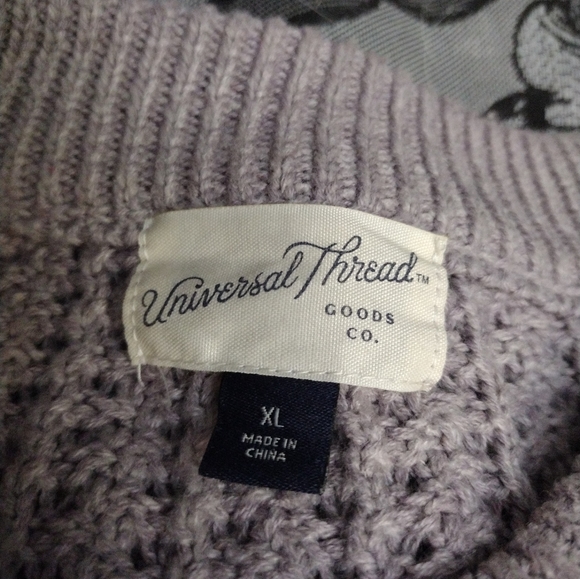 Universal Thread™
GOODS
CO.
XL
MADE IN
CHINA